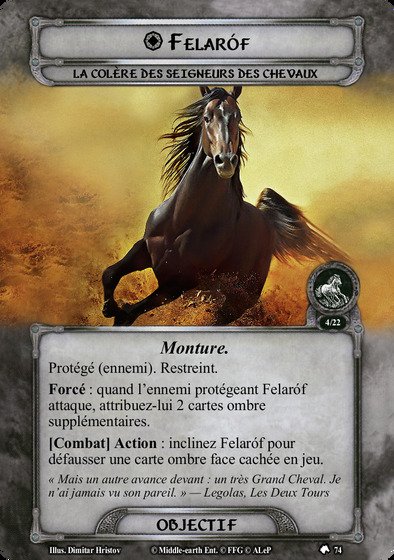 Felaróf
La colère des seigneurs des chevaux
4/22
Monture.
Protégé (ennemi). Restreint.
Forcé : quand l'ennemi protégeant Felaróf
attaque, attribuez-lui 2 cartes ombre
supplémentaires.
[Combat] Action : inclinez Felaróf pour
défausser une carte ombre face cachée en jeu.
« Mais un autre avance devant : un très Grand Cheval. Je
n'ai jamais vu son pareil. » — Legolas, Les Deux Tours
Objectif
Illus. Dimitar Hristov © Middle-earth Ent. © FFG © ALeP 74